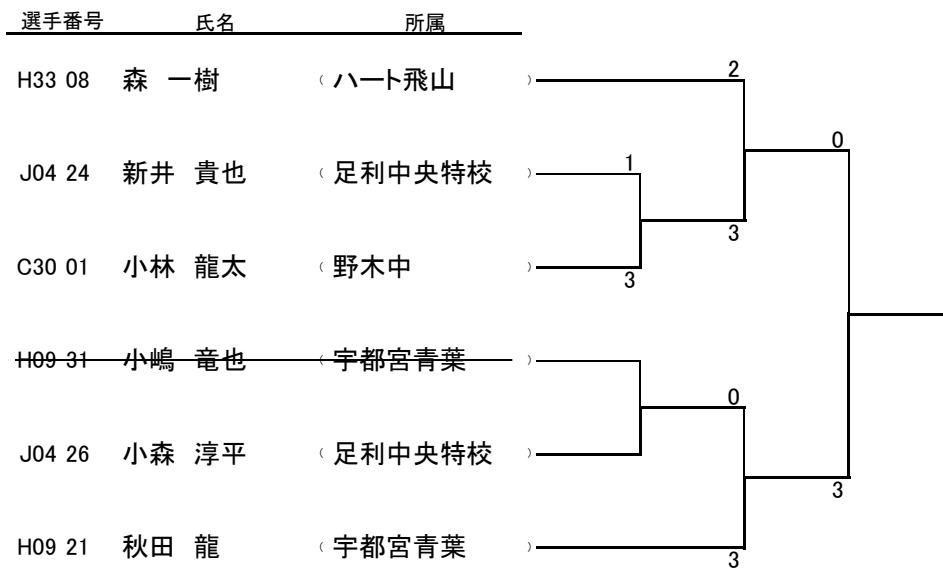 選手番号 氏名 所属
H33 08 森 一樹 （ ハート飛山 ） 2
0
J04 24 新井 貴也 （ 足利中央特校 ） 1
3
C30 01 小林 龍太 （ 野木中 ） 3
H09 31 小嶋 竜也 （ 宇都宮青葉 ）
0
J04 26 小森 淳平 （ 足利中央特校 ）
3
H09 21 秋田 龍 （ 宇都宮青葉 ） 3